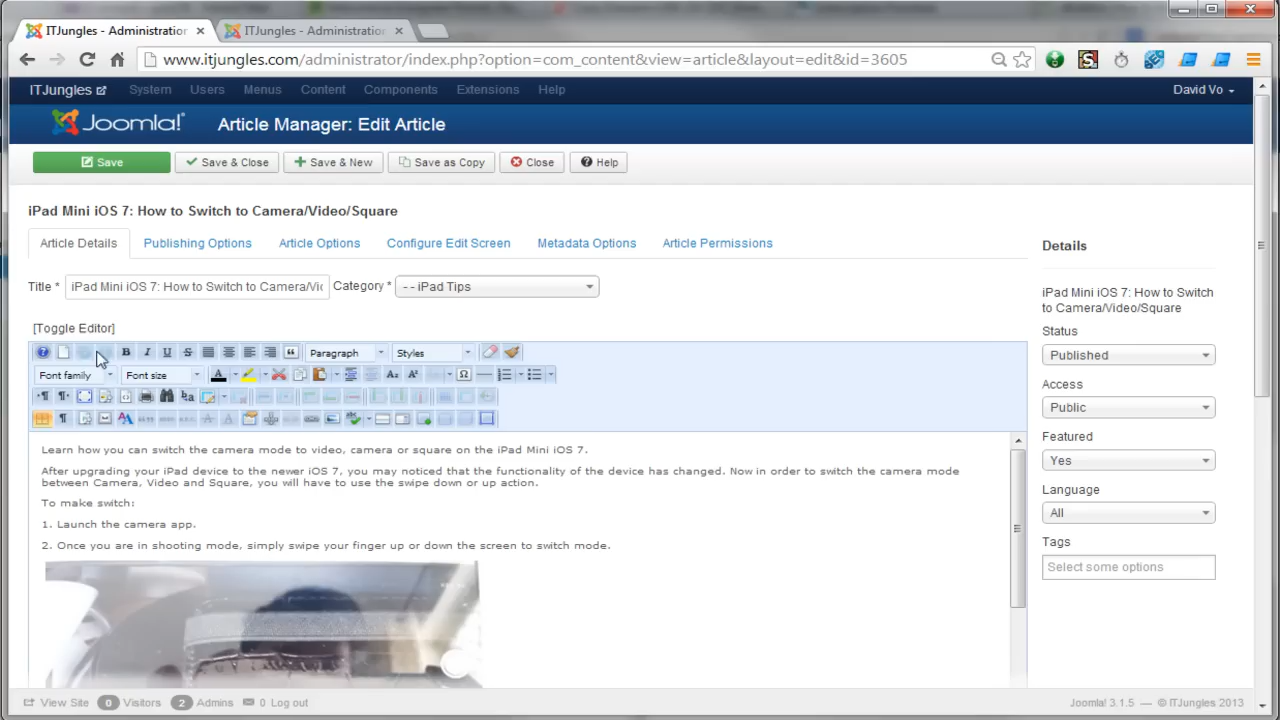 ITJungles - Administration
ITJungles - Administration
www.itjungles.com/administrator/index.php?option=com_content&view=article&layout=edit&id=3605
ITJungles System Users Menus Content Components Extensions Help David Vo
Joomla! Article Manager: Edit Article
Save Save & Close Save & New Save as Copy Close Help
iPad Mini iOS 7: How to Switch to Camera/Video/Square
Article Details Publishing Options Article Options Configure Edit Screen Metadata Options Article Permissions
Title * iPad Mini iOS 7: How to Switch to Camera/Vi Category * - - iPad Tips
[Toggle Editor]
B I U S Paragraph Styles
Font family Font size A A₂ A² Ω
Learn how you can switch the camera mode to video, camera or square on the iPad Mini iOS 7.
After upgrading your iPad device to the newer iOS 7, you may noticed that the functionality of the device has changed. Now in order to switch the camera mode
between Camera, Video and Square, you will have to use the swipe down or up action.
To make switch:
1. Launch the camera app.
2. Once you are in shooting mode, simply swipe your finger up or down the screen to switch mode.
Details
iPad Mini iOS 7: How to Switch
to Camera/Video/Square
Status
Published
Access
Public
Featured
Yes
Language
All
Tags
Select some options
View Site 0 Visitors 2 Admins 0 Log out Joomla! 3.1.5 — © ITJungles 2013